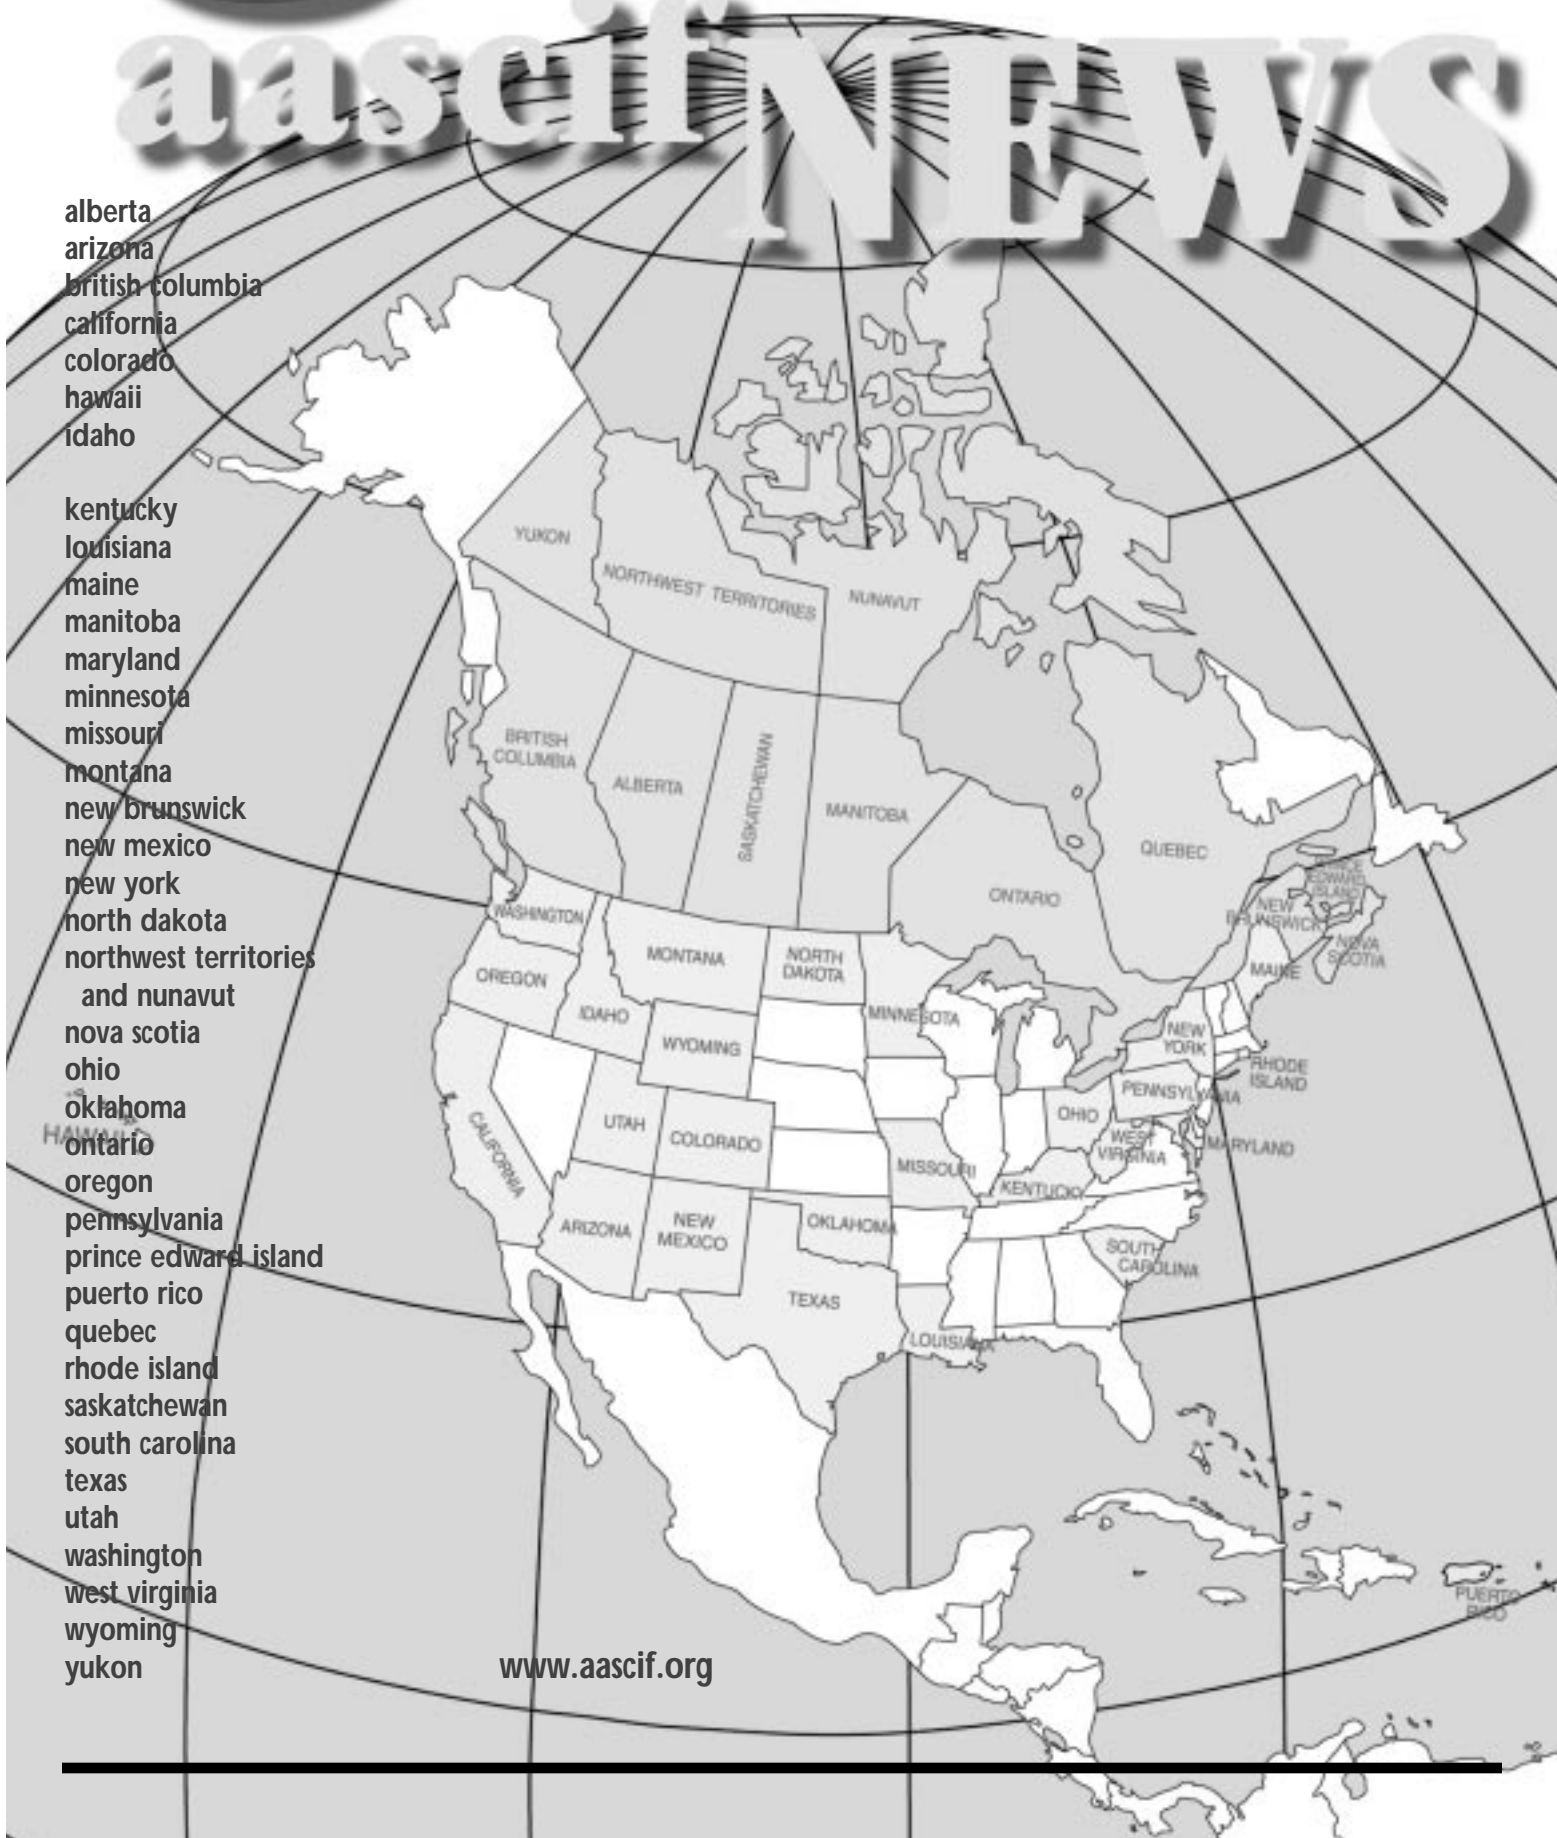 aascif NEWS
alberta
arizona
british columbia
california
colorado
hawaii
idaho
kentucky
louisiana
maine
manitoba
maryland
minnesota
missouri
montana
new brunswick
new mexico
new york
north dakota
northwest territories
and nunavut
nova scotia
ohio
oklahoma
ontario
oregon
pennsylvania
prince edward island
puerto rico
quebec
rhode island
saskatchewan
south carolina
texas
utah
washington
west virginia
wyoming
yukon
www.aascif.org
YUKON
NORTHWEST TERRITORIES
NUNAVUT
BRITISH
COLUMBIA
ALBERTA
SASKATCHEWAN
MANITOBA
ONTARIO
QUEBEC
PRINCE
EDWARD
ISLAND
NEW
BRUNSWICK
NOVA
SCOTIA
MAINE
WASHINGTON
MONTANA
NORTH
DAKOTA
OREGON
IDAHO
MINNESOTA
WYOMING
NEW
YORK
RHODE
ISLAND
PENNSYLVANIA
CALIFORNIA
UTAH
COLORADO
OHIO
WEST
VIRGINIA
MARYLAND
MISSOURI
KENTUCKY
HAWAII
ARIZONA
NEW
MEXICO
OKLAHOMA
SOUTH
CAROLINA
TEXAS
LOUISIANA
PUERTO
RICO